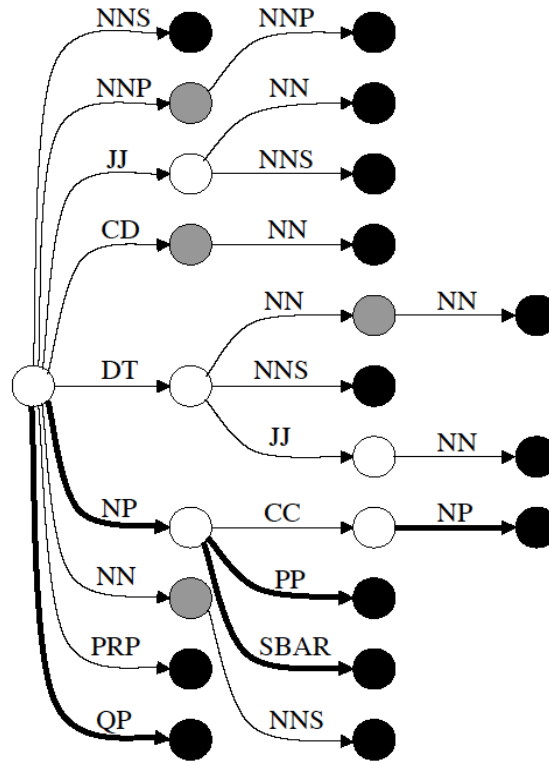 NNS NNP
NNP NN
JJ NNS
CD NN
NN NN
DT NNS
JJ NN
NP CC NP
NN PP
PRP SBAR
QP NNS